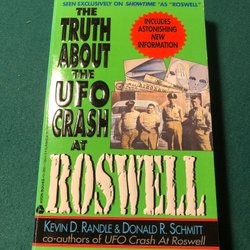 SEEN EXCLUSIVELY ON SHOWTIME "AS "ROSWELL"
THE
TRUTH
ABOUT
THE
UFO
CRASH
AT
INCLUDES
ASTONISHING
NEW
INFORMATION
ROSWELL
KEVIN D. RANDLE & DONALD R. SCHMITT
co-authors of UFO Crash At Roswell